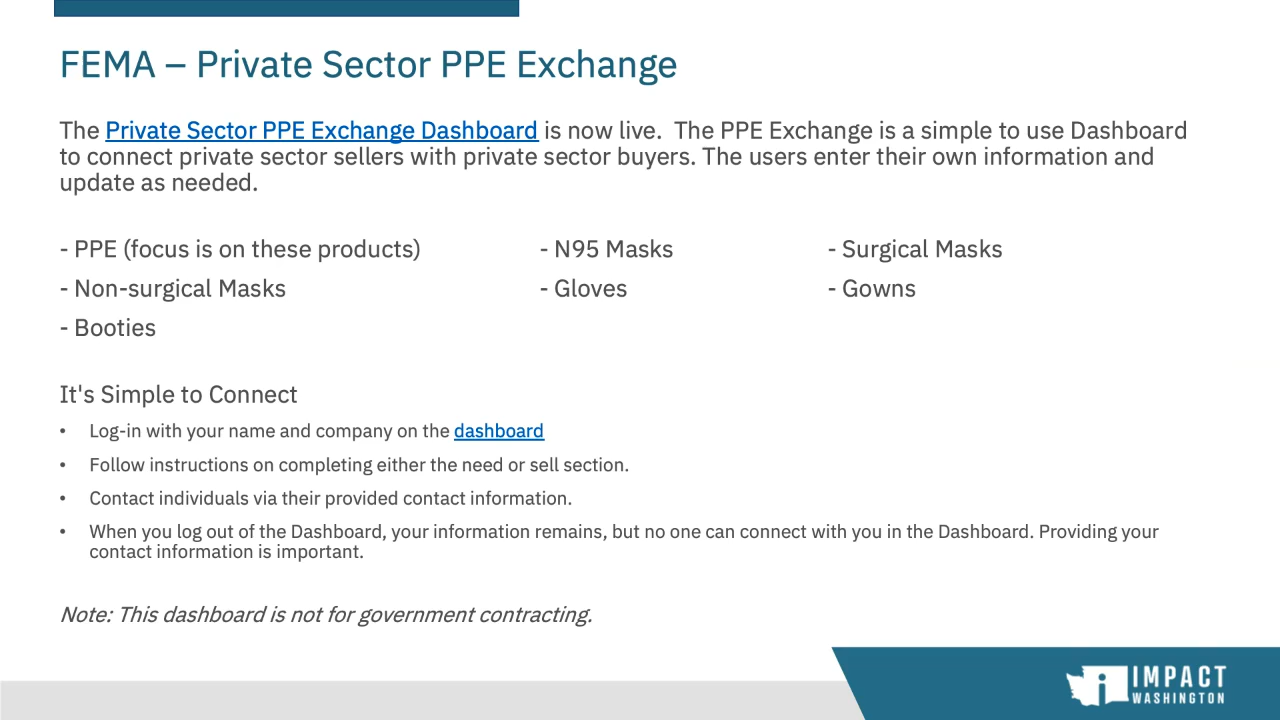 FEMA – Private Sector PPE Exchange
The Private Sector PPE Exchange Dashboard is now live.  The PPE Exchange is a simple to use Dashboard
to connect private sector sellers with private sector buyers. The users enter their own information and
update as needed.
- PPE (focus is on these products)
- N95 Masks
- Surgical Masks
- Non-surgical Masks
- Gloves
- Gowns
- Booties
It's Simple to Connect
• Log-in with your name and company on the dashboard
• Follow instructions on completing either the need or sell section.
• Contact individuals via their provided contact information.
• When you log out of the Dashboard, your information remains, but no one can connect with you in the Dashboard. Providing your
contact information is important.
Note: This dashboard is not for government contracting.
i IMPACT
WASHINGTON